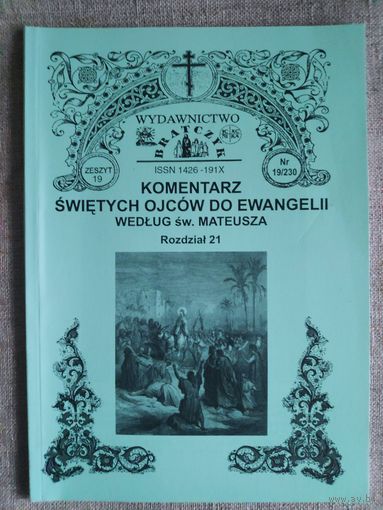 WYDAWNICTWO
BRATCZYK
ZESZYT
19
Nr
19/230
ISSN 1426 -191X
KOMENTARZ
ŚWIĘTYCH OJCÓW DO EWANGELII
WEDŁUG św. MATEUSZA
Rozdział 21